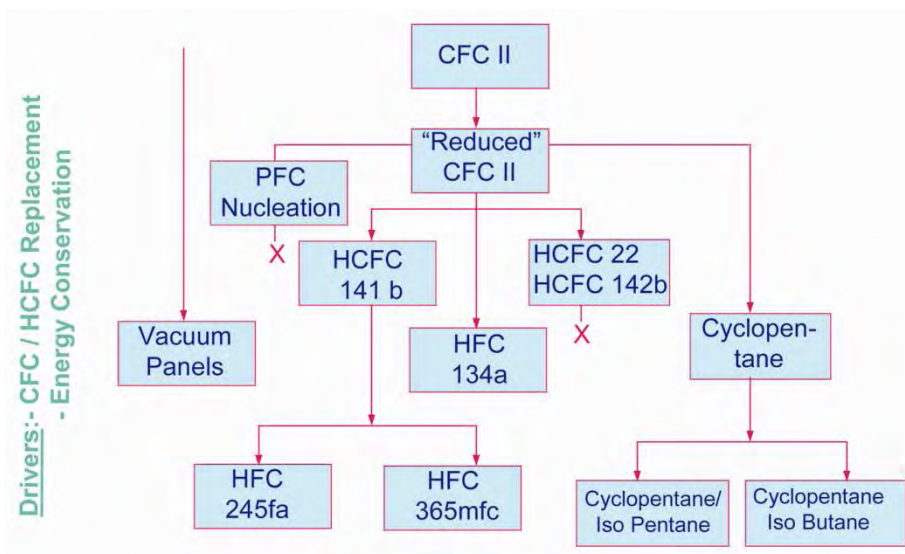 Drivers:- CFC / HCFC Replacement
- Energy Conservation
CFC II
“Reduced”
CFC II
PFC
Nucleation
X
HCFC
141 b
HCFC 22
HCFC 142b
X
Vacuum
Panels
HFC
134a
Cyclopen-
tane
HFC
245fa
HFC
365mfc
Cyclopentane/
Iso Pentane
Cyclopentane
Iso Butane